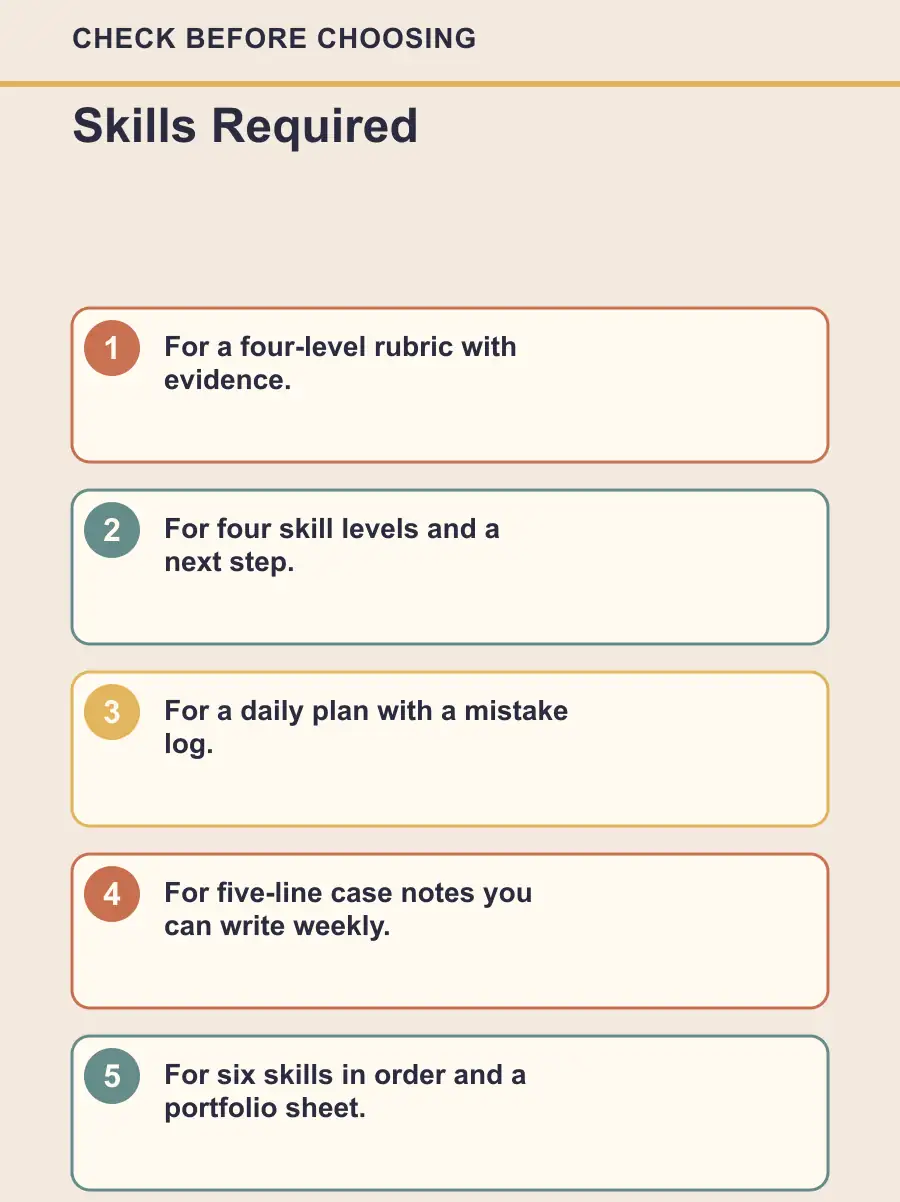 CHECK BEFORE CHOOSING
Skills Required
1
For a four-level rubric with
evidence.
2
For four skill levels and a
next step.
3
For a daily plan with a mistake
log.
4
For five-line case notes you
can write weekly.
5
For six skills in order and a
portfolio sheet.